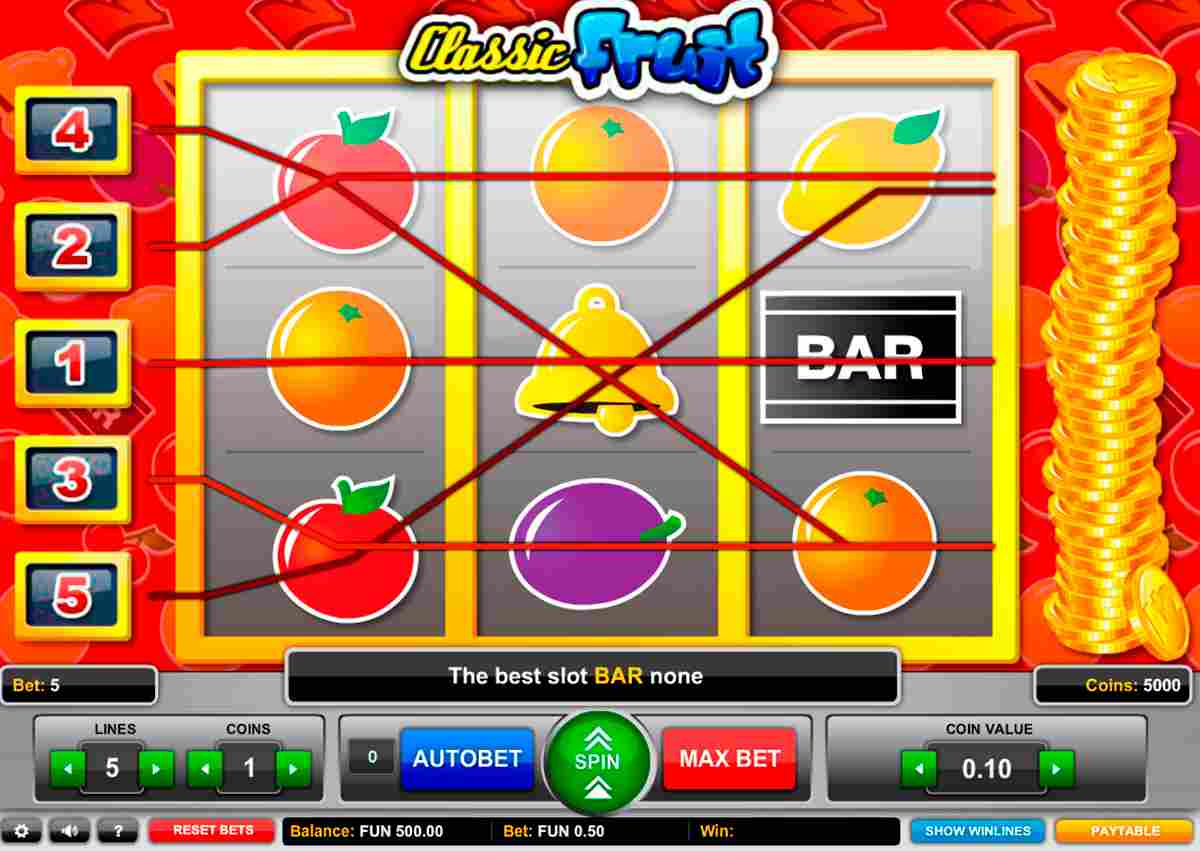 Classic Fruit
4
2
1
BAR
3
5
The best slot BAR none
Bet: 5
Coins: 5000
LINES
COINS
COIN VALUE
5
1
0
AUTOBET
SPIN
MAX BET
0.10
?
RESET BETS
Balance: FUN 500.00
Bet: FUN 0.50
Win:
SHOW WINLINES
PAYTABLE